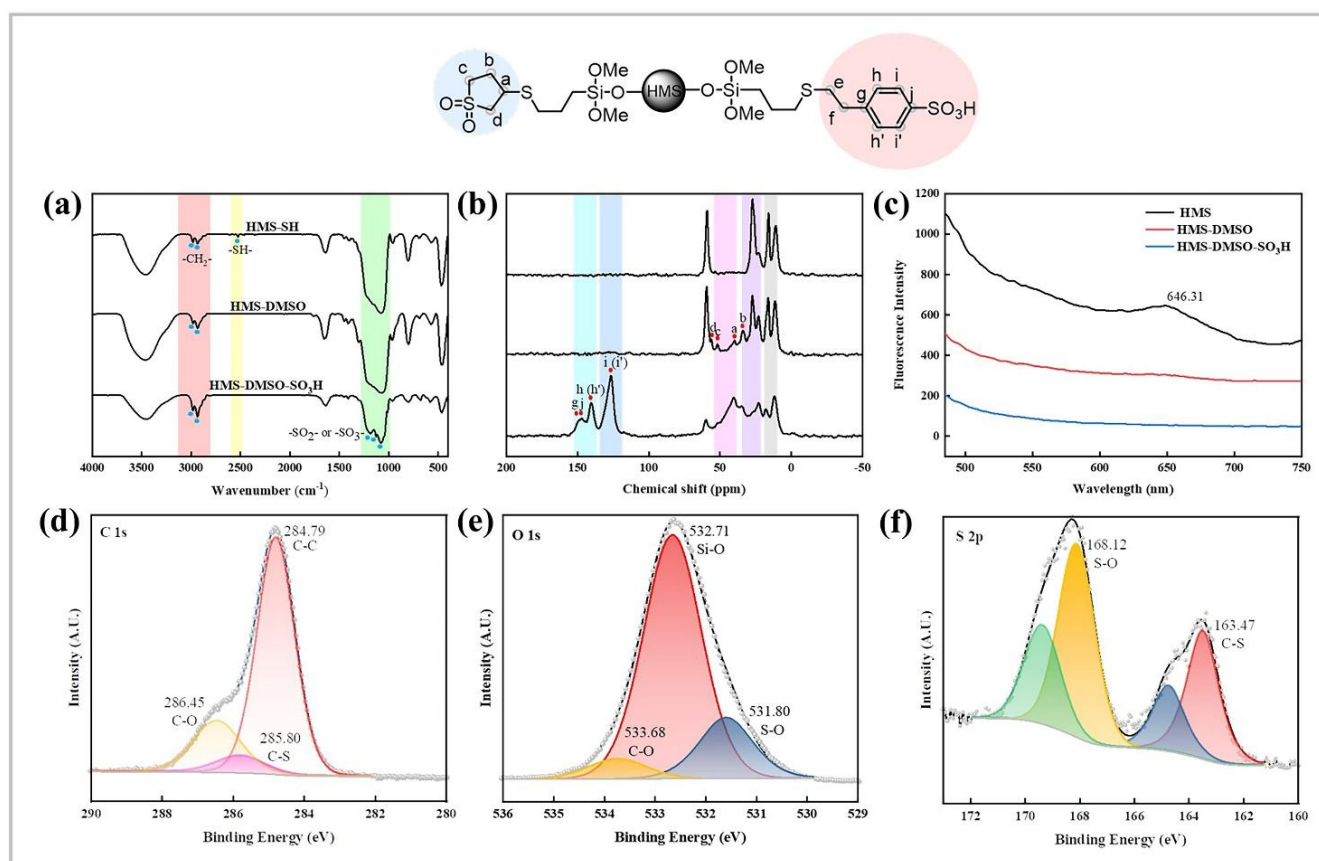 c b a d S O O S OMe Si O OMe HMS O OMe Si OMe S e f g h i j h' i' SO₃H
(a)
HMS-SH
-CH₂-
-SH-
HMS-DMSO
HMS-DMSO-SO₃H
-SO₂- or -SO₃-
4000 3000 2000 1000 500
Wavenumber (cm⁻¹)
(b)
d c a b
i (i')
h (h')
g j
200 150 100 50 0 -50
Chemical shift (ppm)
(c)
HMS
HMS-DMSO
HMS-DMSO-SO₃H
646.31
1200
1000
800
600
400
200
0
Fluorescence Intensity
500 550 600 650 700 750
Wavelength (nm)
(d)
C 1s
284.79
C-C
286.45
C-O
285.80
C-S
Intensity (A.U.)
290 288 286 284 282 280
Binding Energy (eV)
(e)
O 1s
532.71
Si-O
533.68
C-O
531.80
S-O
Intensity (A.U.)
536 535 534 533 532 531 530 529
Binding Energy (eV)
(f)
S 2p
168.12
S-O
163.47
C-S
Intensity (A.U.)
172 170 168 166 164 162 160
Binding Energy (eV)